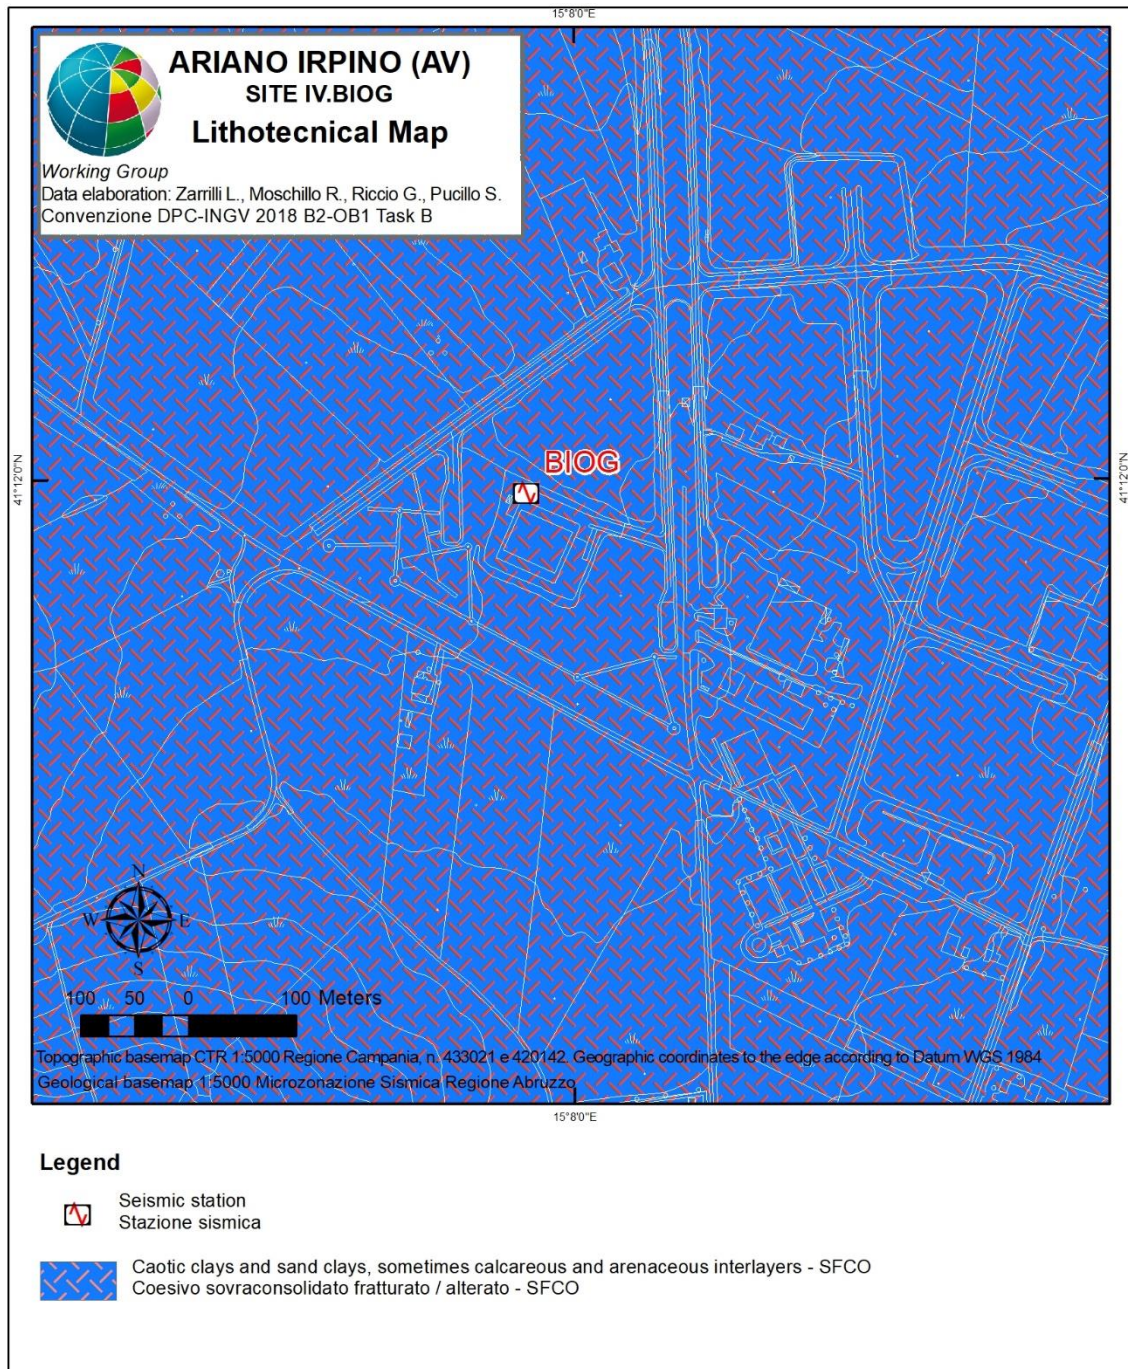 15°8'0"E
ARIANO IRPINO (AV)
SITE IV.BIOG
Lithotecnical Map
Working Group
Data elaboration: Zarrilli L., Moschillo R., Riccio G., Pucillo S.
Convenzione DPC-INGV 2018 B2-OB1 Task B
BIOG
41°12'0"N
41°12'0"N
N
W E
S
100 50 0 100 Meters
Topographic basemap CTR 1:5000 Regione Campania, n. 433021 e 420142. Geographic coordinates to the edge according to Datum WGS 1984
Geological basemap 1:5000 Microzonazione Sismica Regione Abruzzo
15°8'0"E
Legend
Seismic station
Stazione sismica
Caotic clays and sand clays, sometimes calcareous and arenaceous interlayers - SFCO
Coesivo sovraconsolidato fratturato / alterato - SFCO